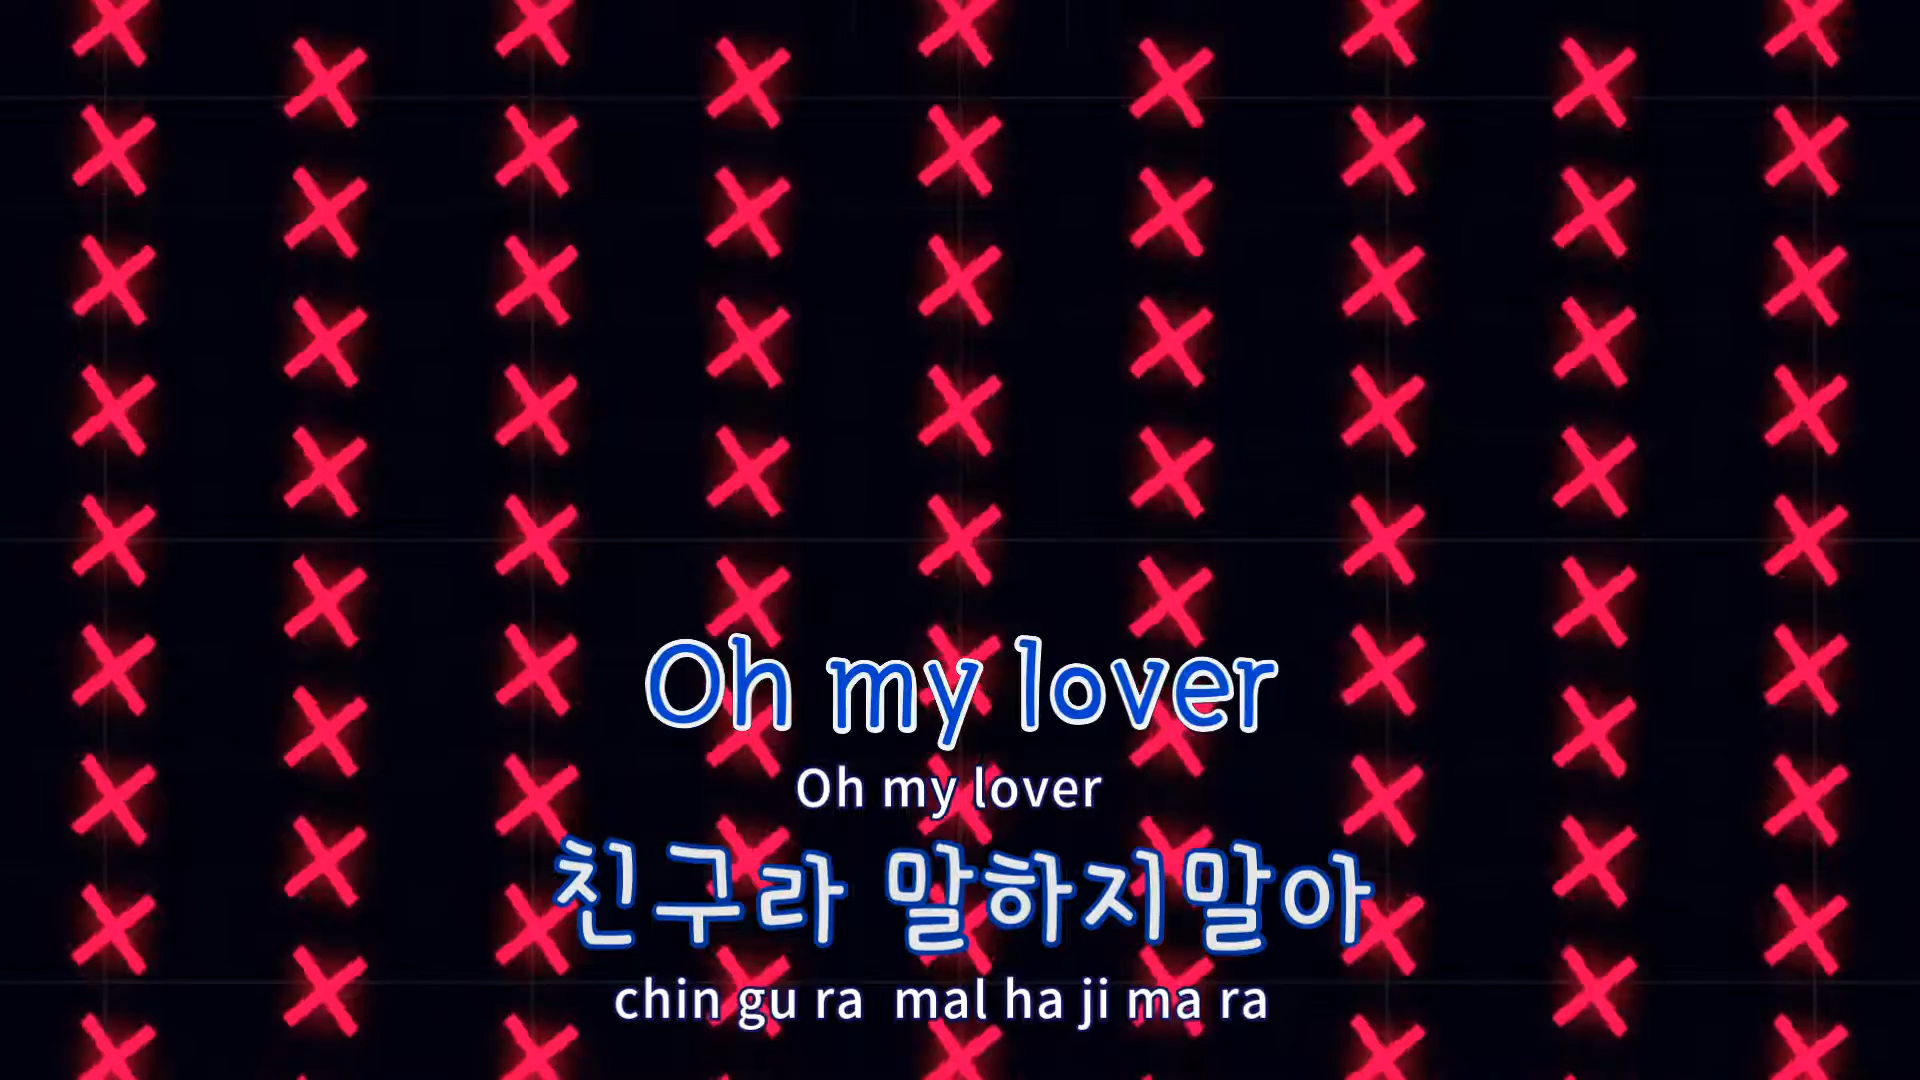 Oh my lover
Oh my lover
친구라 말하지말아
chin gu ra mal ha ji ma ra